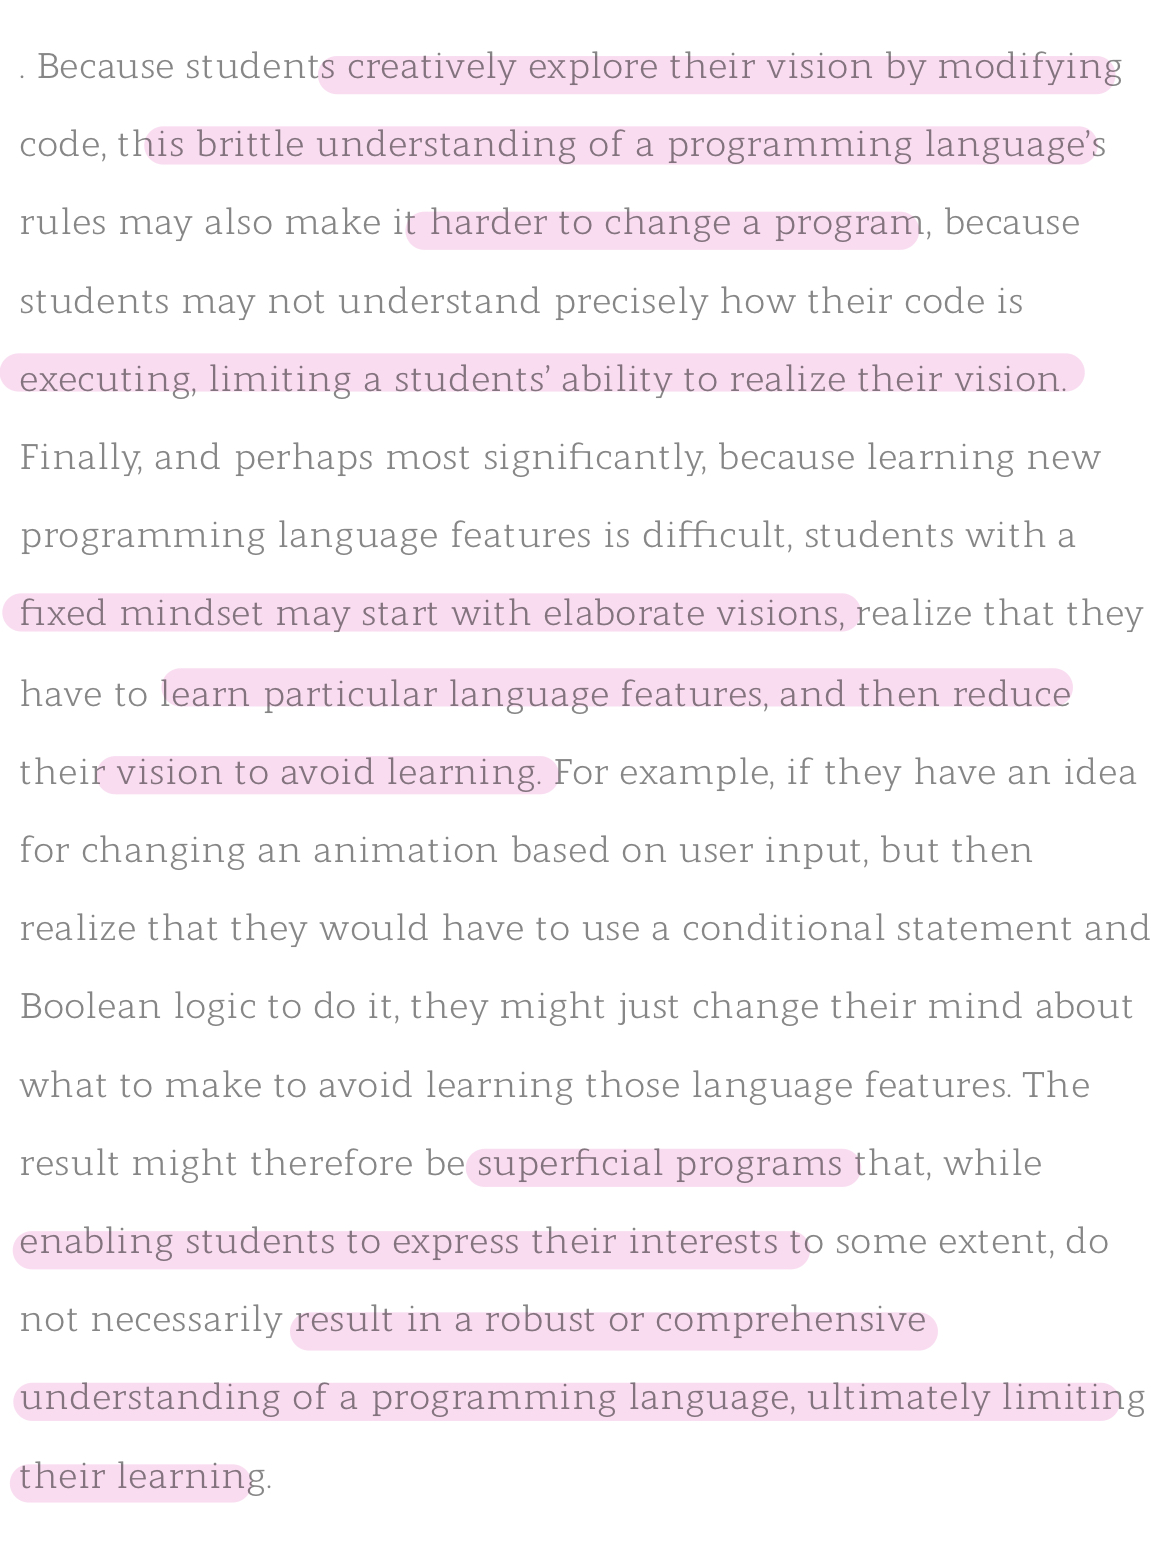 . Because students creatively explore their vision by modifying
code, this brittle understanding of a programming language’s
rules may also make it harder to change a program, because
students may not understand precisely how their code is
executing, limiting a students’ ability to realize their vision.
Finally, and perhaps most significantly, because learning new
programming language features is difficult, students with a
fixed mindset may start with elaborate visions, realize that they
have to learn particular language features, and then reduce
their vision to avoid learning. For example, if they have an idea
for changing an animation based on user input, but then
realize that they would have to use a conditional statement and
Boolean logic to do it, they might just change their mind about
what to make to avoid learning those language features. The
result might therefore be superficial programs that, while
enabling students to express their interests to some extent, do
not necessarily result in a robust or comprehensive
understanding of a programming language, ultimately limiting
their learning.